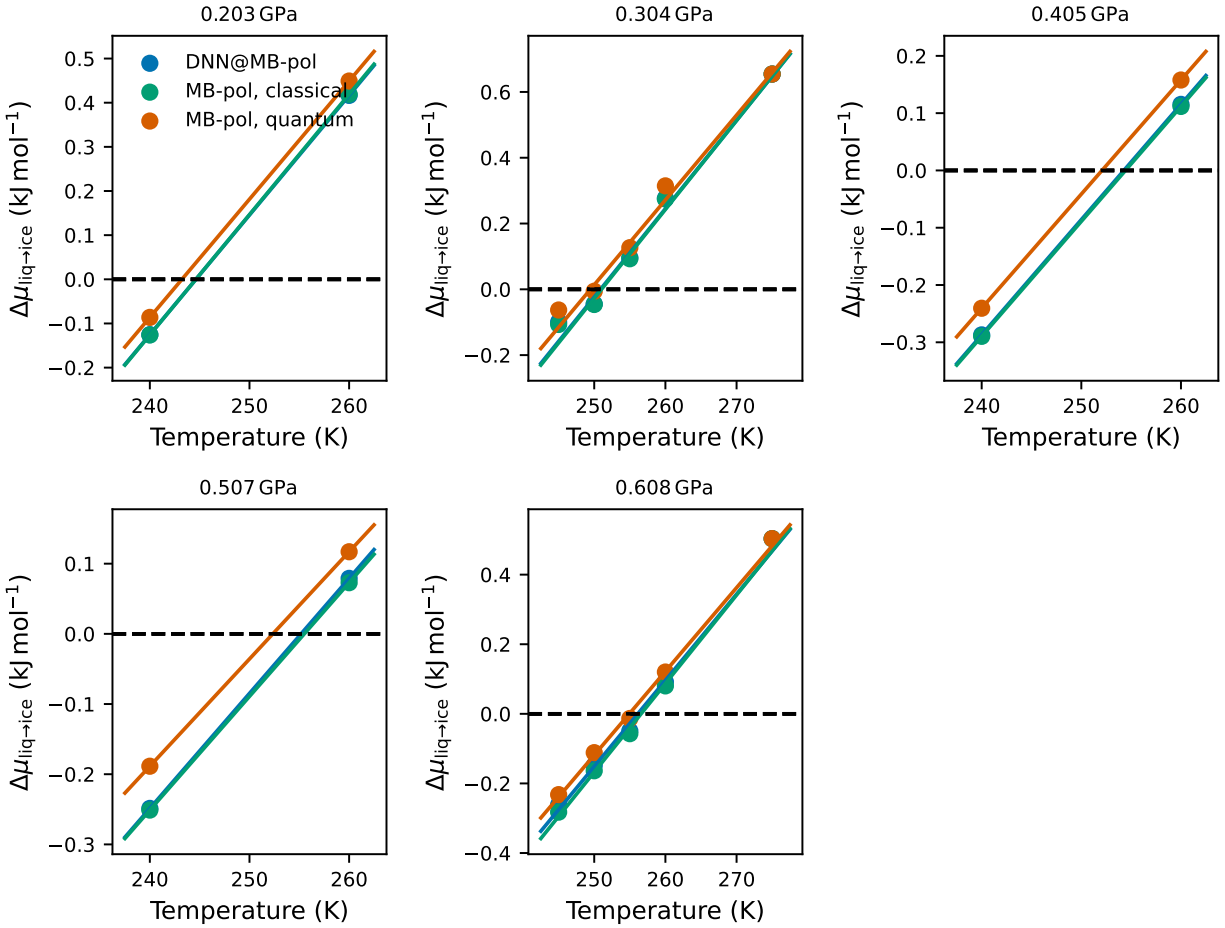 0.203 GPa
0.5
0.4
0.3
0.2
0.1
0.0
−0.1
−0.2
Δμliq→ice (kJ mol−1)
DNN@MB-pol
MB-pol, classical
MB-pol, quantum
240
250
260
Temperature (K)
0.304 GPa
0.6
0.4
0.2
0.0
−0.2
Δμliq→ice (kJ mol−1)
250
260
270
Temperature (K)
0.405 GPa
0.2
0.1
0.0
−0.1
−0.2
−0.3
Δμliq→ice (kJ mol−1)
240
250
260
Temperature (K)
0.507 GPa
0.1
0.0
−0.1
−0.2
−0.3
Δμliq→ice (kJ mol−1)
240
250
260
Temperature (K)
0.608 GPa
0.4
0.2
0.0
−0.2
−0.4
Δμliq→ice (kJ mol−1)
250
260
270
Temperature (K)